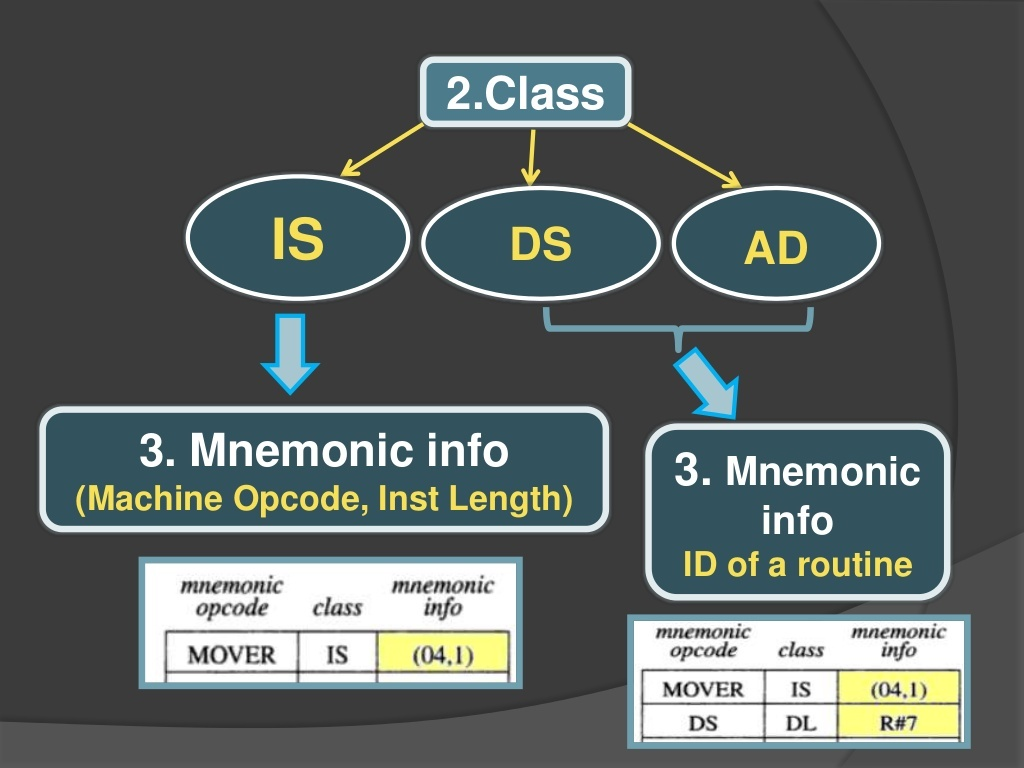 2.Class
IS
DS
AD
3. Mnemonic info
(Machine Opcode, Inst Length)
3. Mnemonic
info
ID of a routine
mnemonic mnemonic
opcode class info
MOVER IS (04,1)
mnemonic mnemonic
opcode class info
MOVER IS (04,1)
DS DL R#7